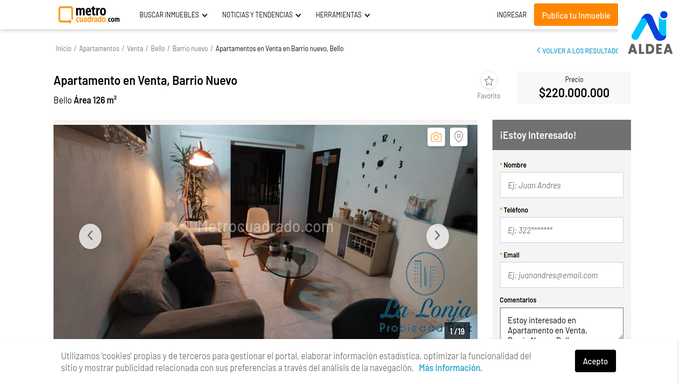 metro
cuadrado.com
BUSCAR INMUEBLES
NOTICIAS Y TENDENCIAS
HERRAMIENTAS
INGRESAR
Publica tu Inmueble
ALDEA
Inicio / Apartamentos / Venta / Bello / Barrio nuevo / Apartamentos en Venta en Barrio nuevo, Bello
VOLVER A LOS RESULTAD
Apartamento en Venta, Barrio Nuevo
Bello Área 126 m²
Favorito
Precio
$220.000.000
Metrocuadrado.com
La Lonja
1 / 19
¡Estoy Interesado!
* Nombre
Ej: Juan Andres
* Teléfono
Ej: 322*******
* Email
Ej: juanandres@email.com
Comentarios
Estoy interesado en
Apartamento en Venta,
Utilizamos 'cookies' propias y de terceros para gestionar el portal, elaborar información estadística, optimizar la funcionalidad del
sitio y mostrar publicidad relacionada con sus preferencias a través del análisis de la navegación. Más Información.
Acepto